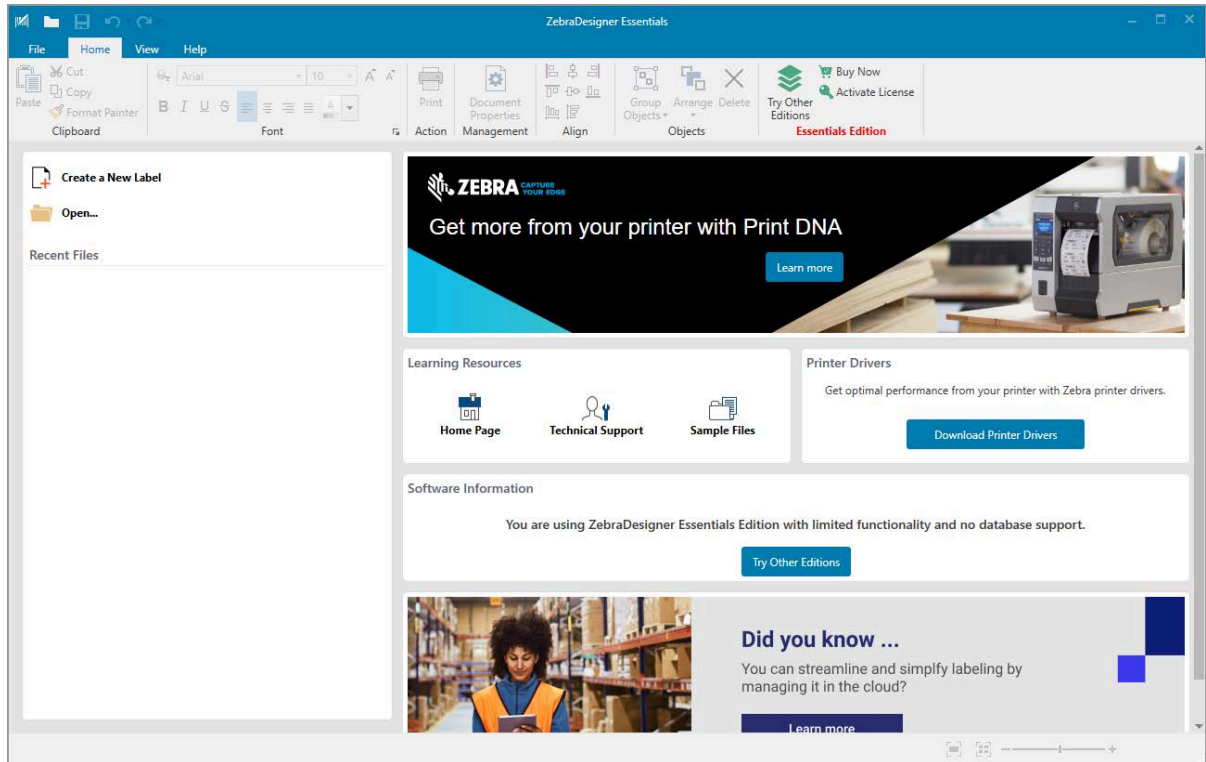 ZebraDesigner Essentials
File Home View Help
Paste
Cut
Copy
Format Painter
Clipboard
Arial 10
B I U S
Font
Print
Action
Document
Properties
Management
Align
Group
Objects
Arrange
Delete
Objects
Try Other
Editions
Buy Now
Activate License
Essentials Edition
Create a New Label
Open...
Recent Files
ZEBRA CAPTURE
YOUR EDGE
Get more from your printer with Print DNA
Learn more
Learning Resources
Home Page
Technical Support
Sample Files
Printer Drivers
Get optimal performance from your printer with Zebra printer drivers.
Download Printer Drivers
Software Information
You are using ZebraDesigner Essentials Edition with limited functionality and no database support.
Try Other Editions
Did you know ...
You can streamline and simplfy labeling by
managing it in the cloud?
Learn more